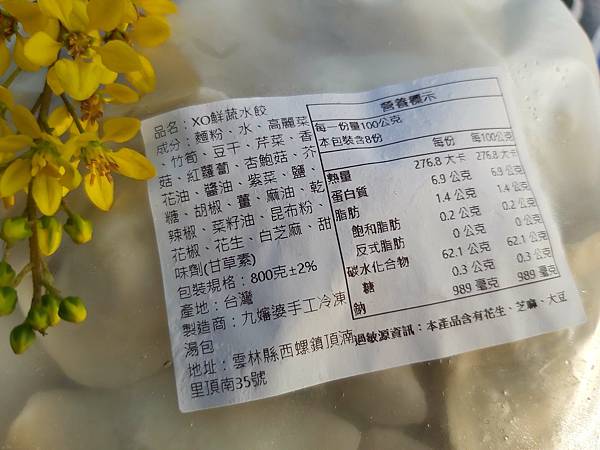 品名：XO鮮蔬水餃
成分：麵粉、水、高麗菜
、竹筍、豆干、芹菜、香
菇、紅蘿蔔、杏鮑菇、芥
花油、醬油、紫菜、鹽、
糖、胡椒、薑、麻油、乾
辣椒、菜籽油、昆布粉、
花椒、花生、白芝麻、甜
味劑(甘草素)
包裝規格：800克±2%
產地：台灣
製造商：九嬸婆手工冷凍
湯包
地址：雲林縣西螺鎮頂湳
里頂南35號
營養標示
每一份量100公克
本包裝含8份
每份 每100公克
熱量 276.8 大卡 276.8 大卡
蛋白質 6.9 公克 6.9 公克
脂肪 1.4 公克 1.4 公克
飽和脂肪 0.2 公克 0.2 公克
反式脂肪 0 公克 0 公克
碳水化合物 62.1 公克 62.1 公克
糖 0.3 公克 0.3 公克
鈉 989 毫克 989 毫克
過敏源資訊：本產品含有花生、芝麻、大豆